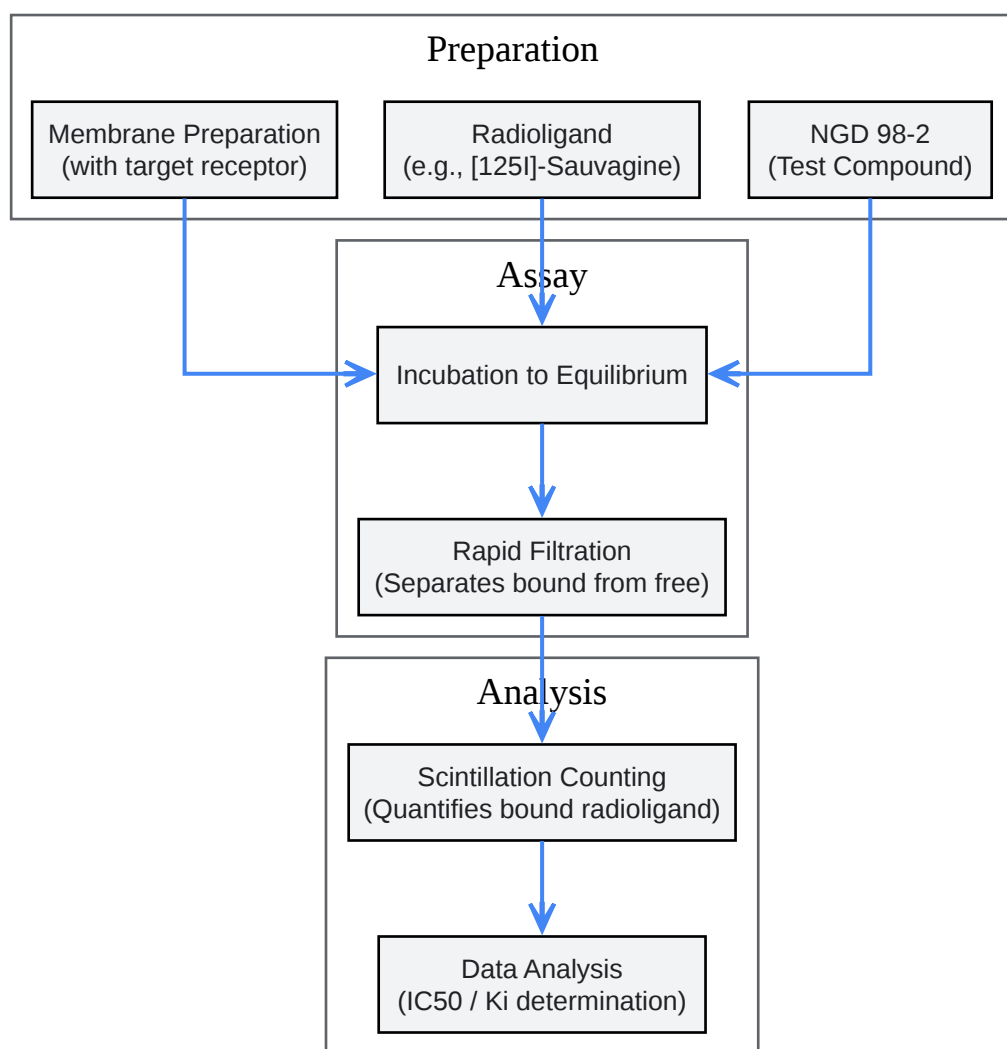 Preparation
Membrane Preparation
(with target receptor)
Radioligand
(e.g., [125I]-Sauvagine)
NGD 98-2
(Test Compound)
Assay
Incubation to Equilibrium
Rapid Filtration
(Separates bound from free)
Analysis
Scintillation Counting
(Quantifies bound radioligand)
Data Analysis
(IC50 / Ki determination)